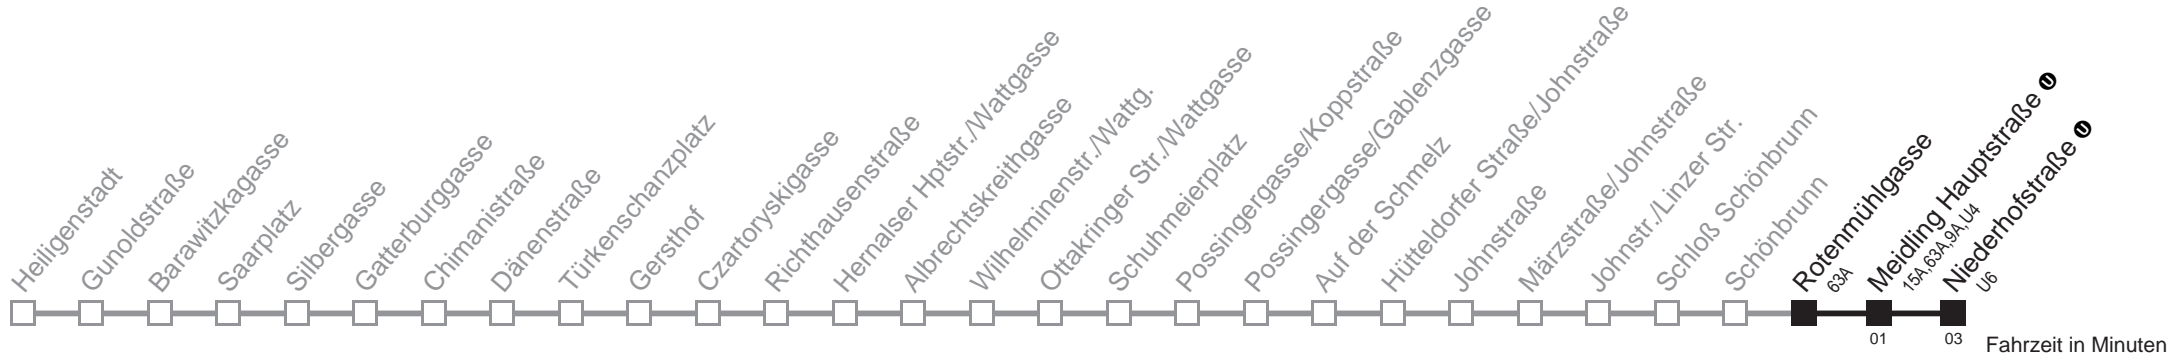 Heiligenstadt
Gunoldstraße
Barawitzkagasse
Saarplatz
Silbergasse
Gatterburggasse
Chimanistraße
Dänenstraße
Türkenschanzplatz
Gersthof
Czartoryskigasse
Richthausenstraße
Hernalser Hptstr./Wattgasse
Albrechtskreithgasse
Wilhelminenstr./Wattg.
Ottakringer Str./Wattgasse
Schuhmeierplatz
Possingergasse/Koppstraße
Possingergasse/Gablenzgasse
Auf der Schmelz
Hütteldorfer Straße/Johnstraße
Johnstraße
Märzstraße/Johnstraße
Johnstr./Linzer Str.
Schloß Schönbrunn
Schönbrunn
Rotenmühlgasse
63A
Meidling Hauptstraße U
15A,63A,9A,U4
Niederhofstraße U
U6
01
03
Fahrzeit in Minuten